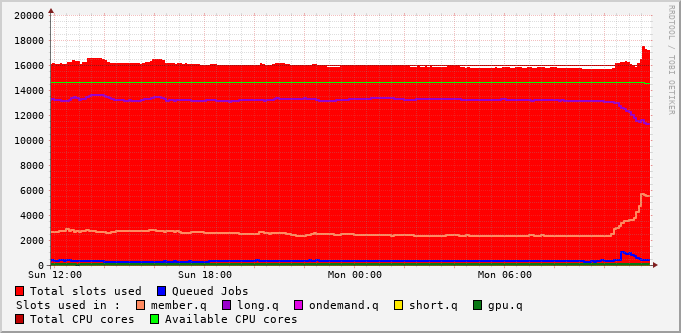 20000
18000
16000
14000
12000
10000
8000
6000
4000
2000
0
Sun 12:00 Sun 18:00 Mon 00:00 Mon 06:00
Total slots used Queued Jobs
Slots used in : member.q long.q ondemand.q short.q gpu.q
Total CPU cores Available CPU cores
RRDTOOL / TOBI OETIKER